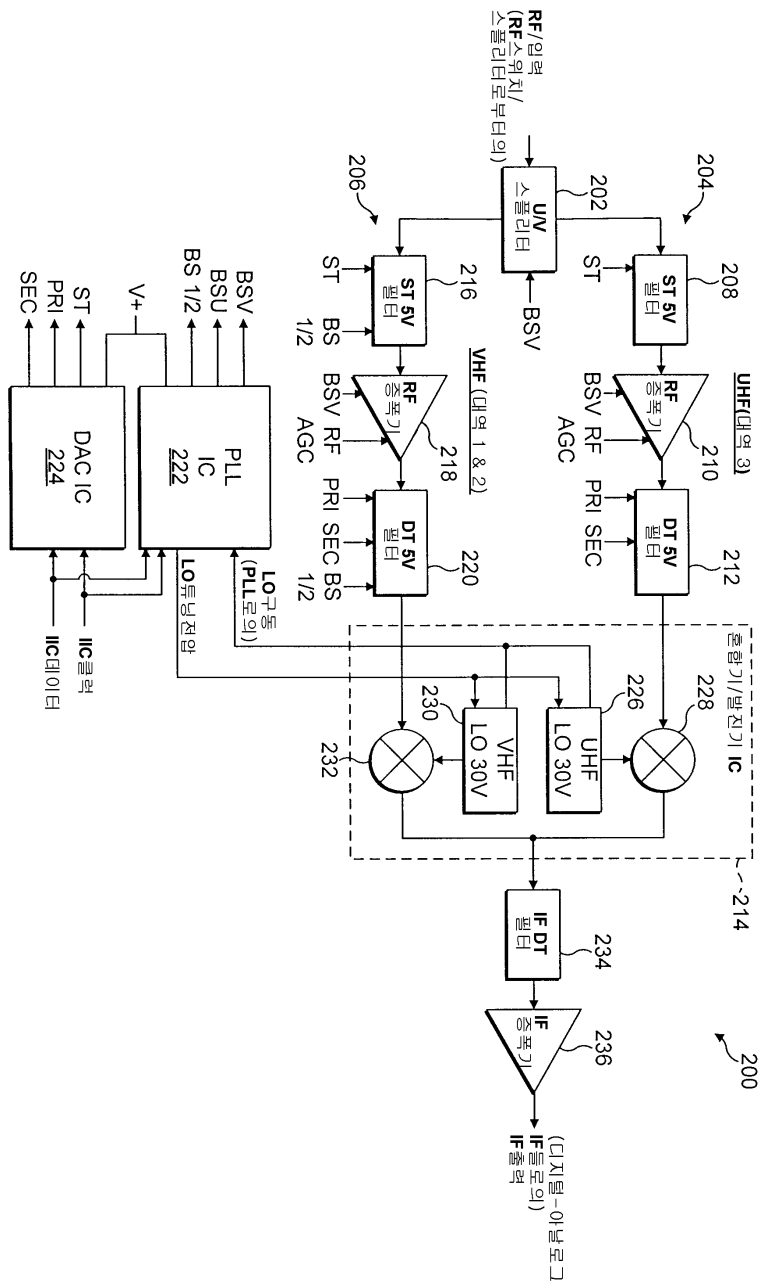 RF/입력
(RF스위치/
스플리터로부터의)
202
U/V
스플리터
BSV
204
206
UHF(대역 3)
208
ST 5V
필터
ST
210
RF
증폭기
BSV RF
AGC
212
DT 5V
필터
PRI SEC
VHF (대역 1 & 2)
216
ST 5V
필터
ST BS
1/2
218
RF
증폭기
BSV RF
AGC
220
DT 5V
필터
PRI SEC BS
1/2
혼합기/발진기 IC
228
226
UHF
LO 30V
230
VHF
LO 30V
232
214
234
IF DT
필터
236
IF
증폭기
200
(디지털-아날로그
IF들로의)
IF출력
LO구동
(PLL로의)
LO튜닝전압
BSV
BSU
BS 1/2
V+
ST
PRI
SEC
PLL
IC
222
DAC IC
224
IIC클럭
IIC데이터